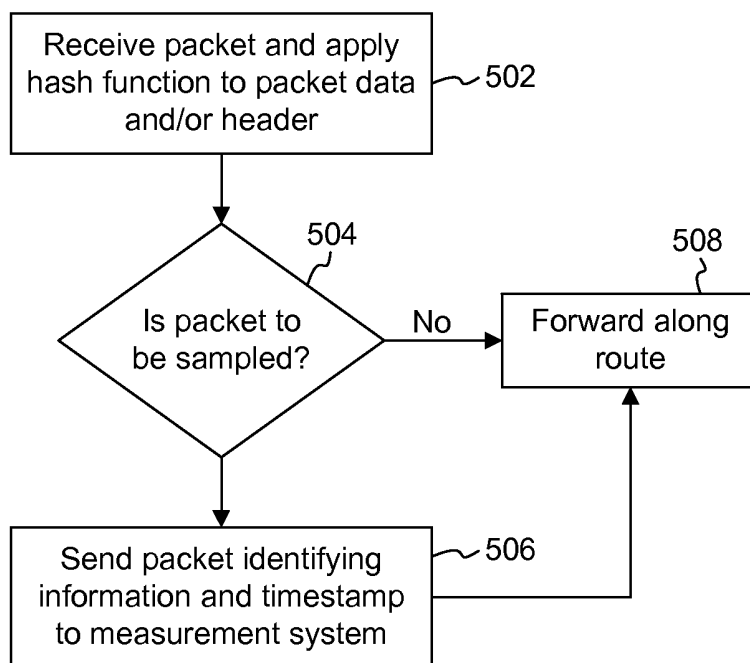 Receive packet and apply
hash function to packet data
and/or header
502
504
Is packet to
be sampled?
No
508
Forward along
route
506
Send packet identifying
information and timestamp
to measurement system